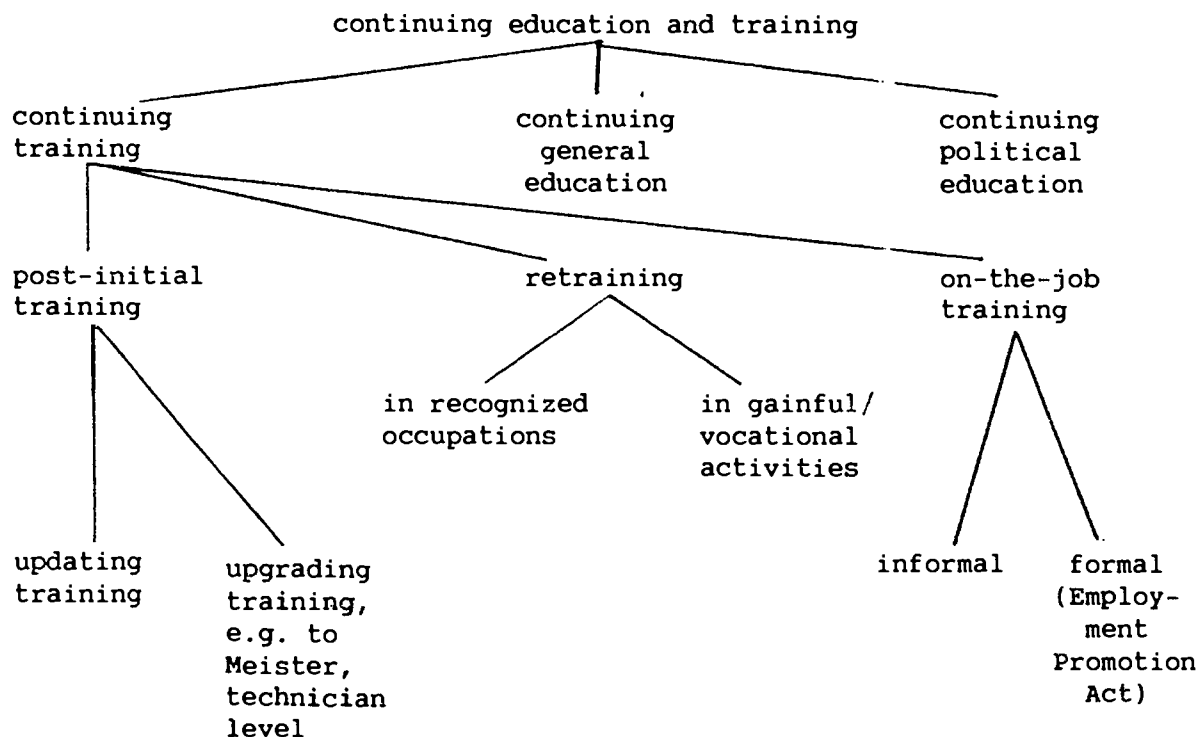 continuing education and training
continuing
training
continuing
general
education
continuing
political
education
post-initial
training
retraining
on-the-job
training
in recognized
occupations
in gainful/
vocational
activities
updating
training
upgrading
training,
e.g. to
Meister,
technician
level
informal
formal
(Employ-
ment
Promotion
Act)